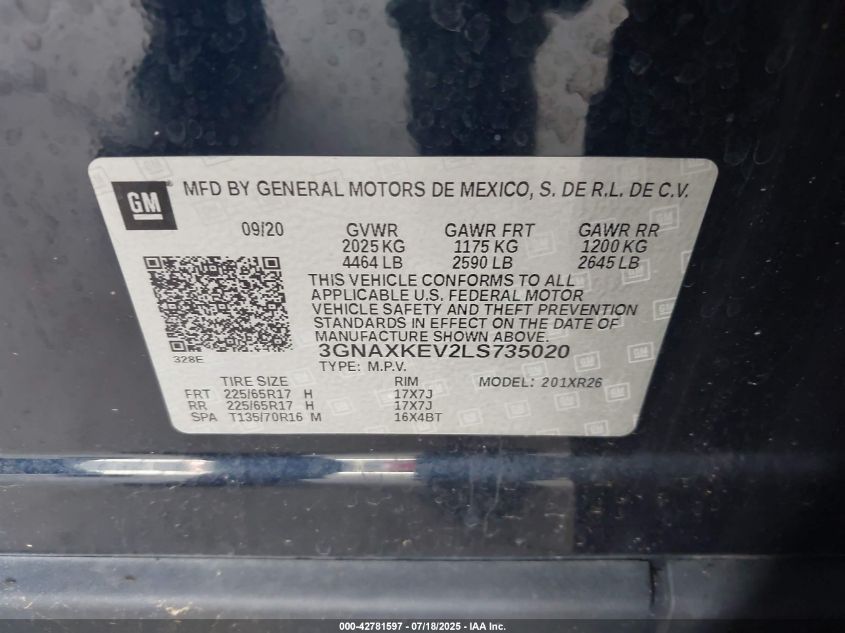 GM
MFD BY GENERAL MOTORS DE MEXICO, S. DE R.L. DE C.V.
09/20 GVWR GAWR FRT GAWR RR
2025 KG 1175 KG 1200 KG
4464 LB 2590 LB 2645 LB
THIS VEHICLE CONFORMS TO ALL
APPLICABLE U.S. FEDERAL MOTOR
VEHICLE SAFETY AND THEFT PREVENTION
STANDARDS IN EFFECT ON THE DATE OF
MANUFACTURE SHOWN ABOVE.
328E 3GNAXKEV2LS735020
TYPE: M.P.V.
TIRE SIZE RIM MODEL: 201XR26
FRT 225/65R17 H 17X7J
RR 225/65R17 H 17X7J
SPA T135/70R16 M 16X4BT
000-42781597 - 07/18/2025 - IAA Inc.